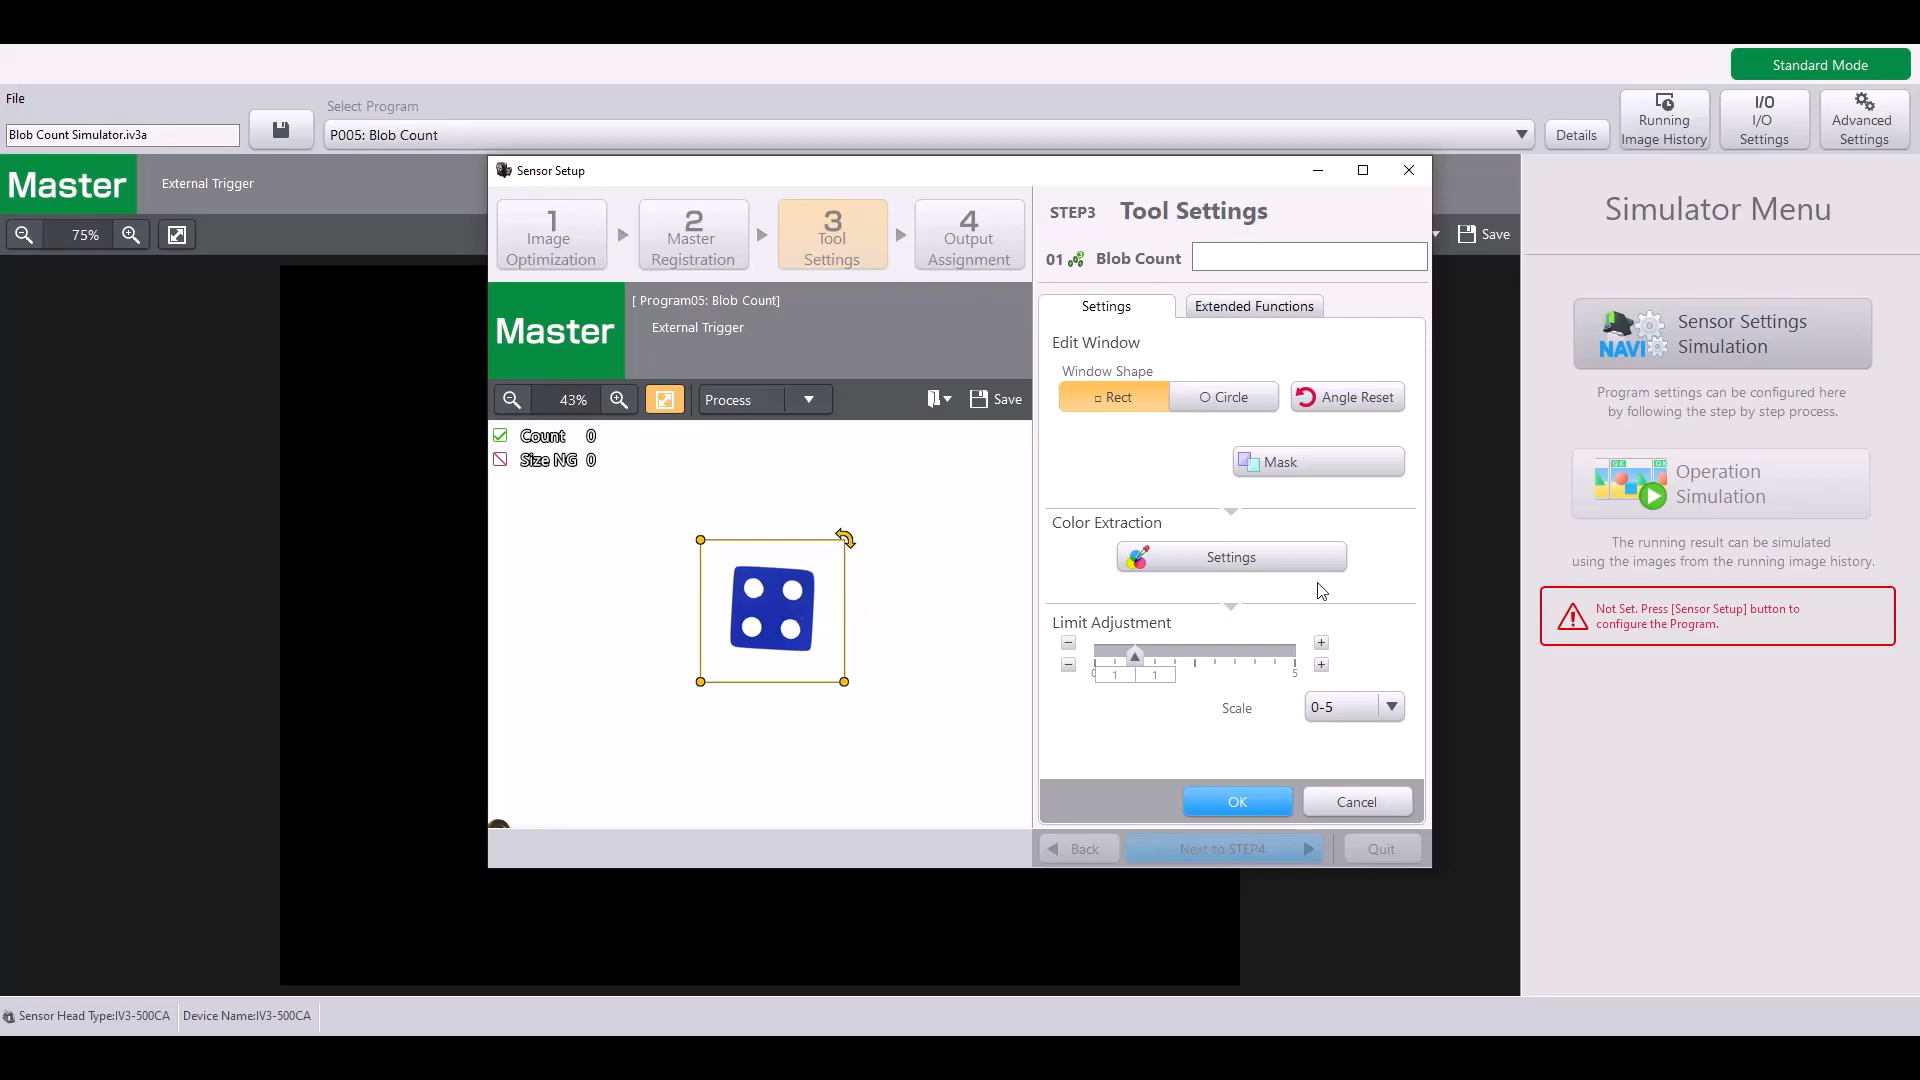 Standard Mode
File
Select Program
Blob Count Simulator.iv3a
P005: Blob Count
Details
Running
Image History
I/O
I/O
Settings
Advanced
Settings
Master
External Trigger
75%
Save
Sensor Setup
1
Image
Optimization
2
Master
Registration
3
Tool
Settings
4
Output
Assignment
STEP3 Tool Settings
01 Blob Count
Master
[ Program05: Blob Count]
External Trigger
43%
Process
Save
Count 0
Size NG 0
Settings
Extended Functions
Edit Window
Window Shape
Rect
Circle
Angle Reset
Mask
Color Extraction
Settings
Limit Adjustment
0
1
1
5
Scale
0-5
OK
Cancel
Back
Next to STEP4
Quit
Simulator Menu
NAVI
Sensor Settings
Simulation
Program settings can be configured here
by following the step by step process.
OK
OK
Operation
Simulation
The running result can be simulated
using the images from the running image history.
Not Set. Press [Sensor Setup] button to
configure the Program.
Sensor Head Type:IV3-500CA
Device Name:IV3-500CA